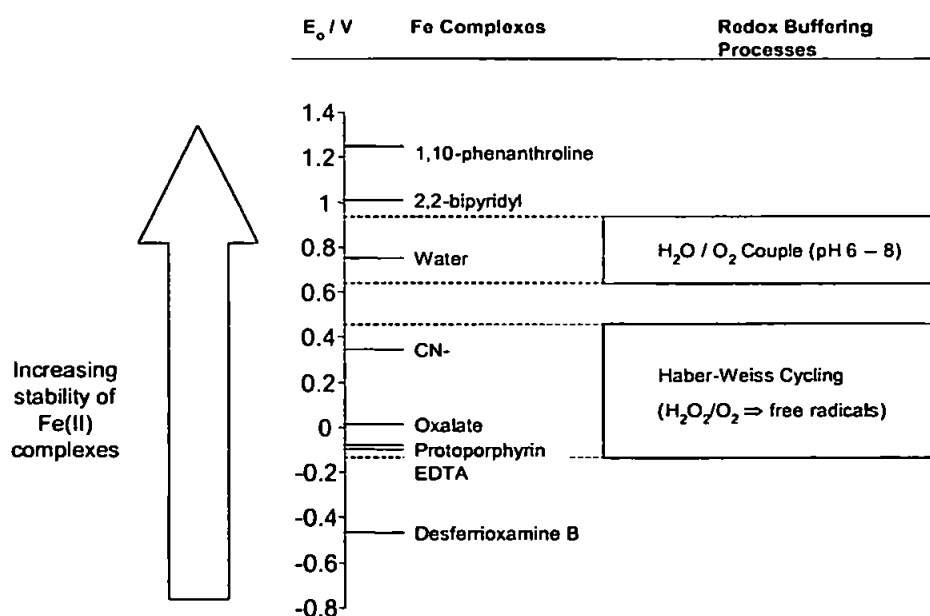 Eₒ / V
Fe Complexes
Redox Buffering
Processes
1.4
1.2
1
0.8
0.6
0.4
0.2
0
-0.2
-0.4
-0.6
-0.8
1,10-phenanthroline
2,2-bipyridyl
Water
CN-
Oxalate
Protoporphyrin
EDTA
Desferrioxamine B
H₂O / O₂ Couple (pH 6 – 8)
Haber-Weiss Cycling
(H₂O₂/O₂ ⇒ free radicals)
Increasing
stability of
Fe(II)
complexes